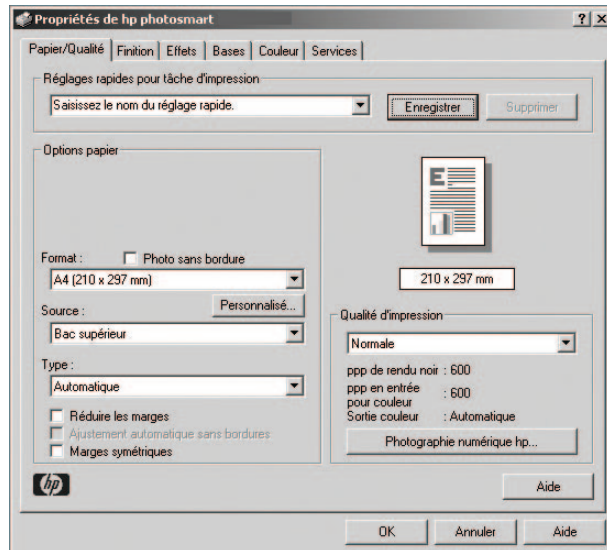 Propriétés de hp photosmart
Papier/Qualité Finition Effets Bases Couleur Services
Réglages rapides pour tâche d'impression
Saisissez le nom du réglage rapide.
Enregistrer
Supprimer
Options papier
Format :
Photo sans bordure
A4 (210 x 297 mm)
Personnalisé...
Source :
Bac supérieur
Type :
Automatique
Réduire les marges
Ajustement automatique sans bordures
Marges symétriques
E
210 x 297 mm
Qualité d'impression
Normale
ppp de rendu noir : 600
ppp en entrée
pour couleur : 600
Sortie couleur : Automatique
Photographie numérique hp...
hp
Aide
OK Annuler Aide